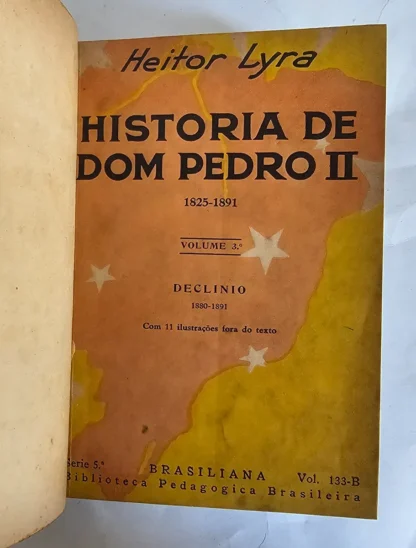 Heitor Lyra
HISTORIA DE
DOM PEDRO II
1825-1891
VOLUME 3.º
DECLINIO
1880-1891
Com 11 ilustrações fora do texto
Serie 5.ª BRASILIANA Vol. 133-B
Biblioteca Pedagogica Brasileira